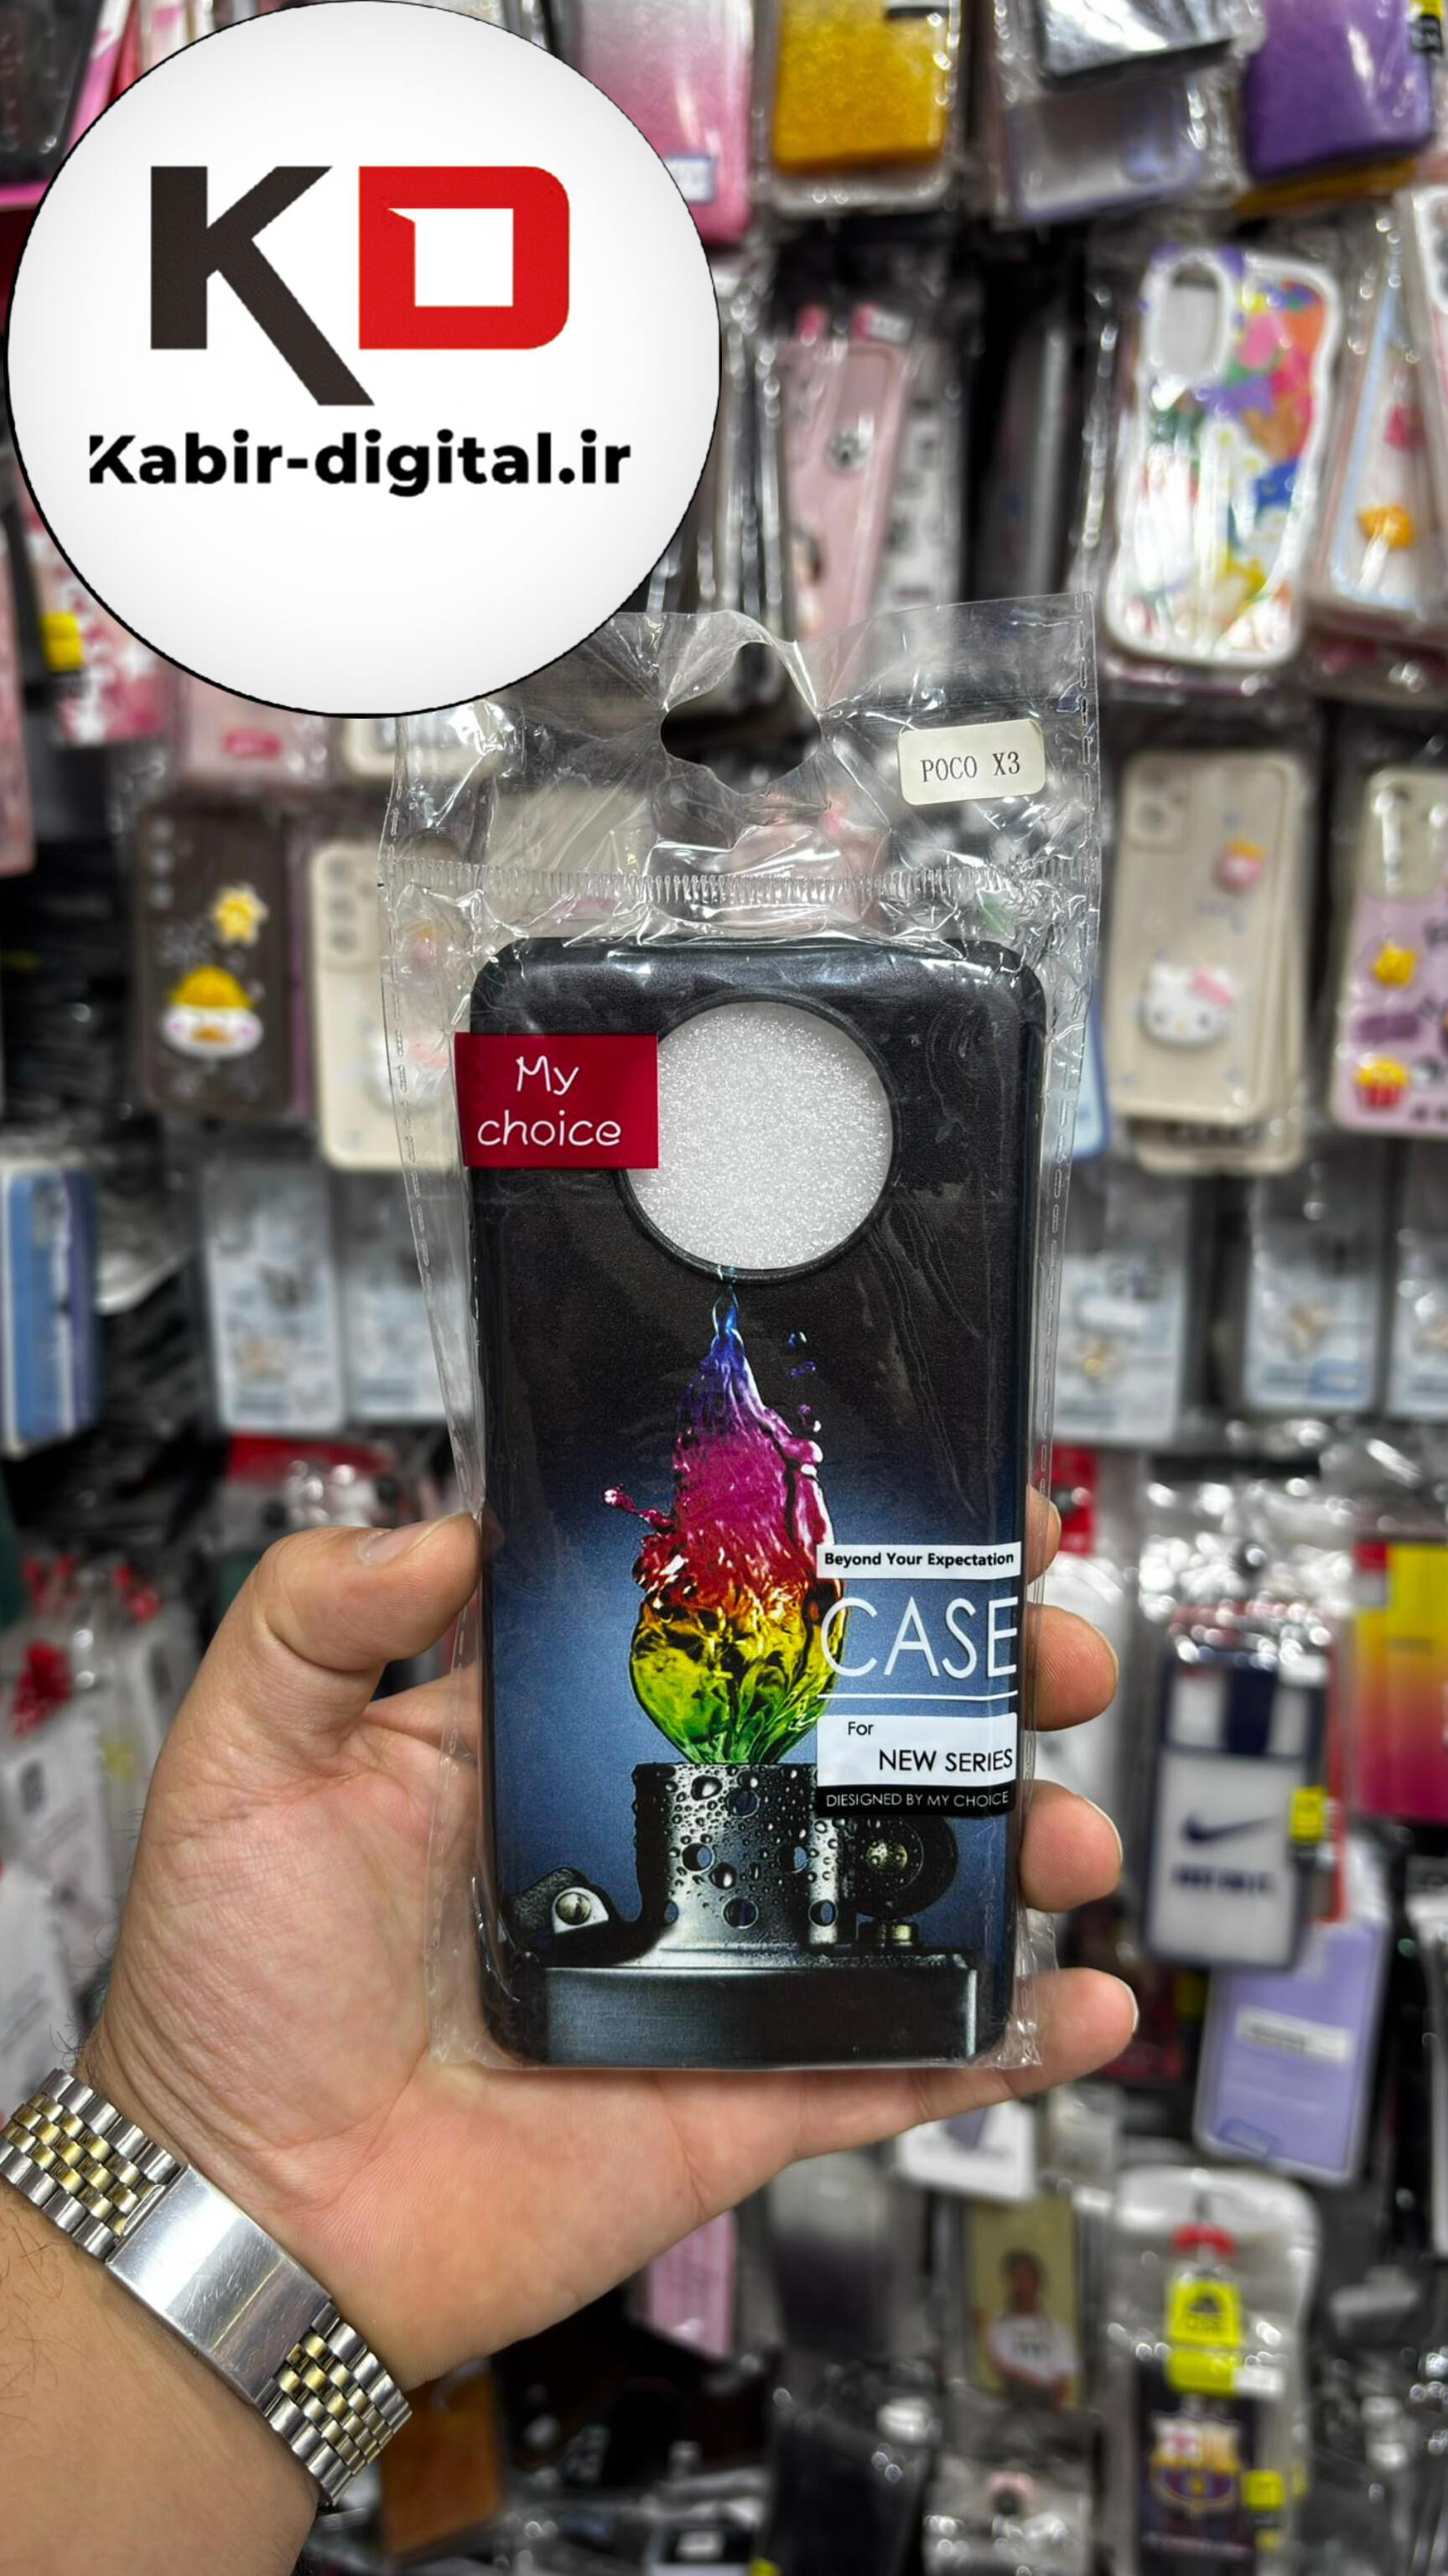 KD
Kabir-digital.ir
POCO X3
My
choice
Beyond Your Expectation
CASE
For
NEW SERIES
DIESIGNED BY MY CHOICE